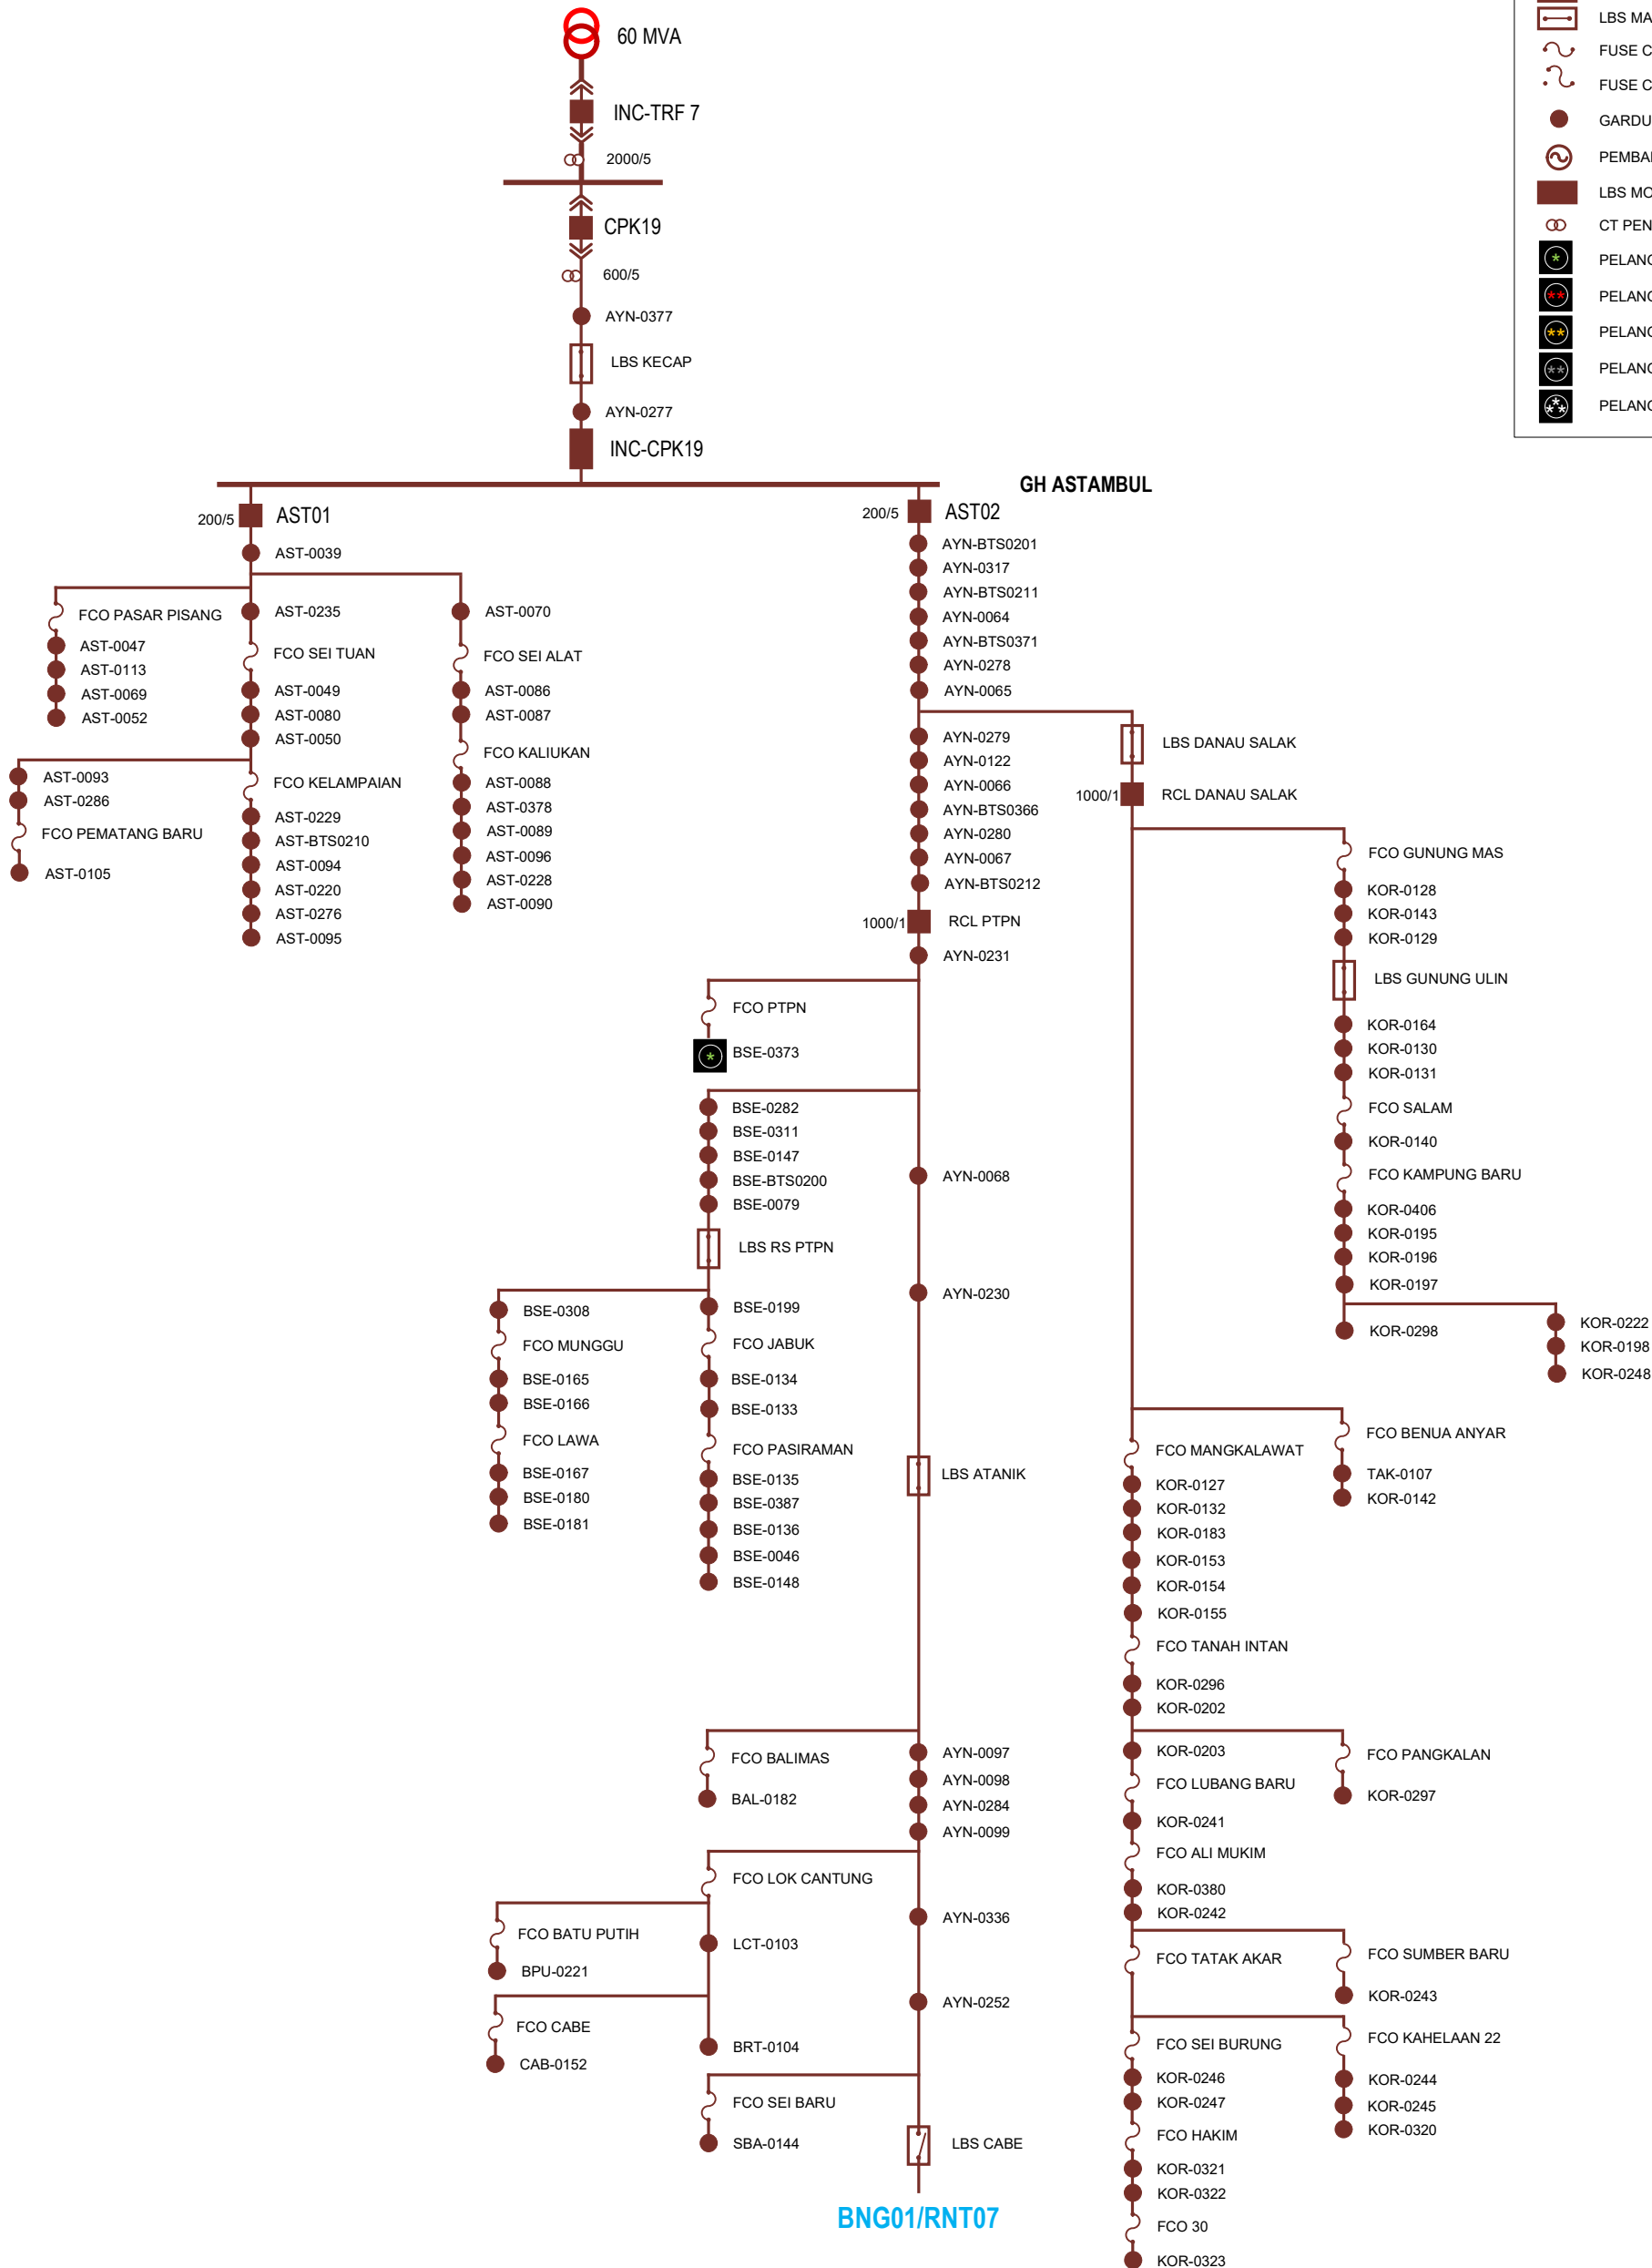 60 MVA
INC-TRF 7
2000/5
CPK19
600/5
AYN-0377
LBS KECAP
AYN-0277
INC-CPK19
GH ASTAMBUL
LBS
FUSE
FUSE
LBS
CT
200/5
AST01
AST-0039
FCO PASAR PISANG
AST-0047
AST-0113
AST-0069
AST-0052
AST-0235
FCO SEI TUAN
AST-0049
AST-0080
AST-0050
AST-0093
AST-0286
FCO PEMATANG BARU
AST-0105
FCO KELAMPAIAN
AST-0229
AST-BTS0210
AST-0094
AST-0220
AST-0276
AST-0095
AST-0070
FCO SEI ALAT
AST-0086
AST-0087
FCO KALIUKAN
AST-0088
AST-0378
AST-0089
AST-0096
AST-0228
AST-0090
200/5
AST02
AYN-BTS0201
AYN-0317
AYN-BTS0211
AYN-0064
AYN-BTS0371
AYN-0278
AYN-0065
AYN-0279
AYN-0122
AYN-0066
AYN-BTS0366
AYN-0280
AYN-0067
AYN-BTS0212
1000/1
RCL PTPN
AYN-0231
FCO PTPN
BSE-0373
BSE-0282
BSE-0311
BSE-0147
BSE-BTS0200
BSE-0079
LBS RS PTPN
BSE-0308
FCO MUNGGU
BSE-0165
BSE-0166
FCO LAWA
BSE-0167
BSE-0180
BSE-0181
BSE-0199
FCO JABUK
BSE-0134
BSE-0133
FCO PASIRAMAN
BSE-0135
BSE-0387
BSE-0136
BSE-0046
BSE-0148
AYN-0068
AYN-0230
LBS ATANIK
FCO BALIMAS
BAL-0182
AYN-0097
AYN-0098
AYN-0284
AYN-0099
FCO LOK CANTUNG
FCO BATU PUTIH
BPU-0221
LCT-0103
FCO CABE
CAB-0152
BRT-0104
AYN-0336
AYN-0252
FCO SEI BARU
SBA-0144
LBS CABE
BNG01/RNT07
LBS DANAU SALAK
1000/1
RCL DANAU SALAK
FCO GUNUNG MAS
KOR-0128
KOR-0143
KOR-0129
LBS GUNUNG ULIN
KOR-0164
KOR-0130
KOR-0131
FCO SALAM
KOR-0140
FCO KAMPUNG BARU
KOR-0406
KOR-0195
KOR-0196
KOR-0197
KOR-0298
KOR-0222
KOR-0198
KOR-0248
FCO BENUA ANYAR
TAK-0107
KOR-0142
FCO MANGKALAWAT
KOR-0127
KOR-0132
KOR-0183
KOR-0153
KOR-0154
KOR-0155
FCO TANAH INTAN
KOR-0296
KOR-0202
KOR-0203
FCO PANGKALAN
KOR-0297
FCO LUBANG BARU
KOR-0241
FCO ALI MUKIM
KOR-0380
KOR-0242
FCO TATAK AKAR
FCO SUMBER BARU
KOR-0243
FCO SEI BURUNG
KOR-0246
KOR-0247
FCO KAHELAAN 22
KOR-0244
KOR-0245
KOR-0320
FCO HAKIM
KOR-0321
KOR-0322
FCO 30
KOR-0323